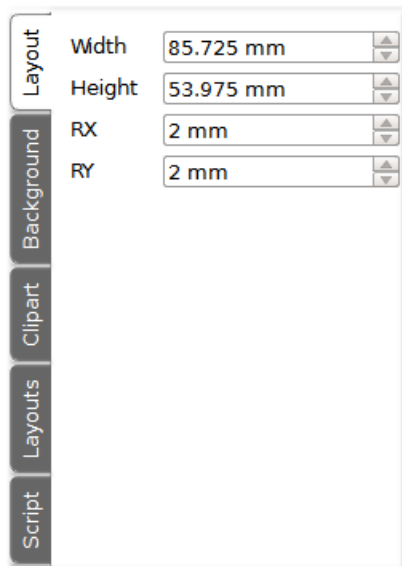 Layout
Background
Clipart
Layouts
Script
Width 85.725 mm
Height 53.975 mm
RX 2 mm
RY 2 mm